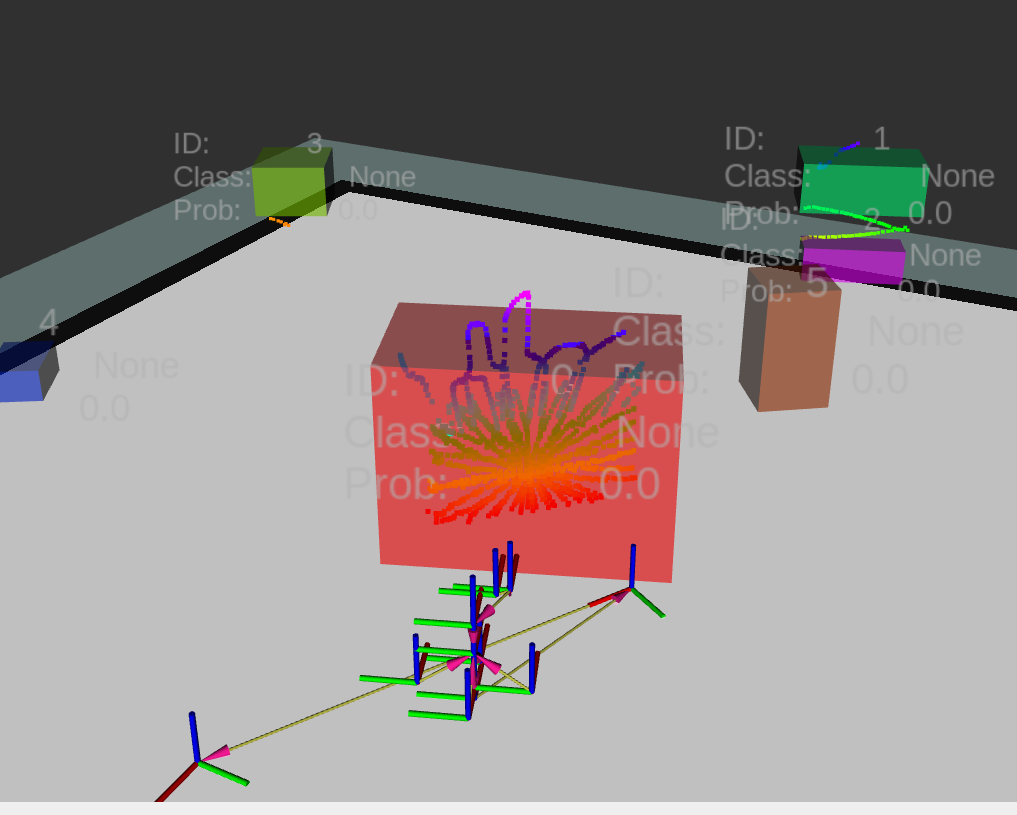 ID: 3
Class: None
Prob: 0.0
ID: 1
Class: None
Prob: 0.0
ID: 2
Class: None
Prob: 0.0
4
None
0.0
ID: 5
Class: None
Prob: 0.0
ID: 0
Class: None
Prob: 0.0